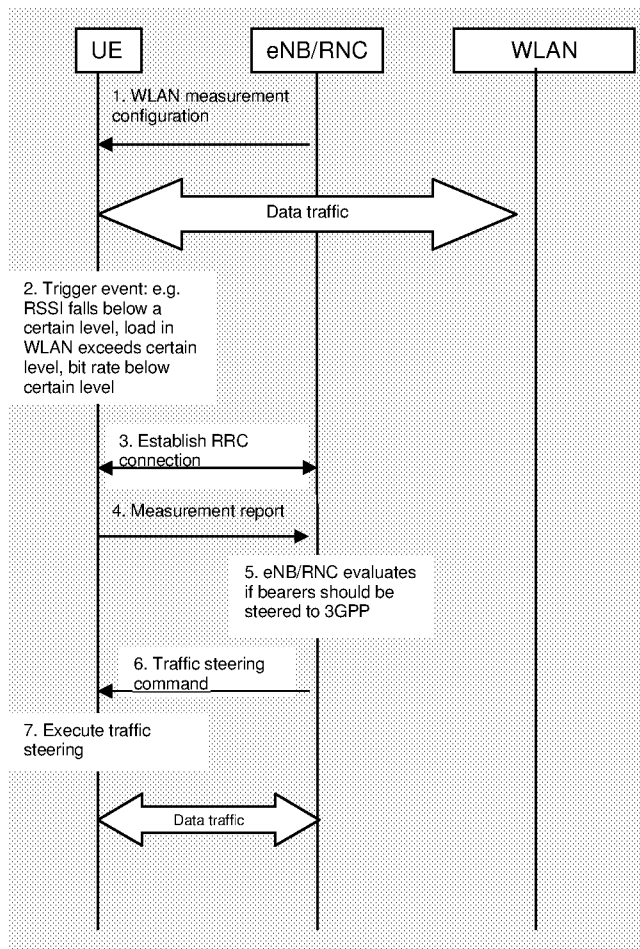 UE
eNB/RNC
WLAN
1. WLAN measurement
configuration
Data traffic
2. Trigger event: e.g.
RSSI falls below a
certain level, load in
WLAN exceeds certain
level, bit rate below
certain level
3. Establish RRC
connection
4. Measurement report
5. eNB/RNC evaluates
if bearers should be
steered to 3GPP
6. Traffic steering
command
7. Execute traffic
steering
Data traffic